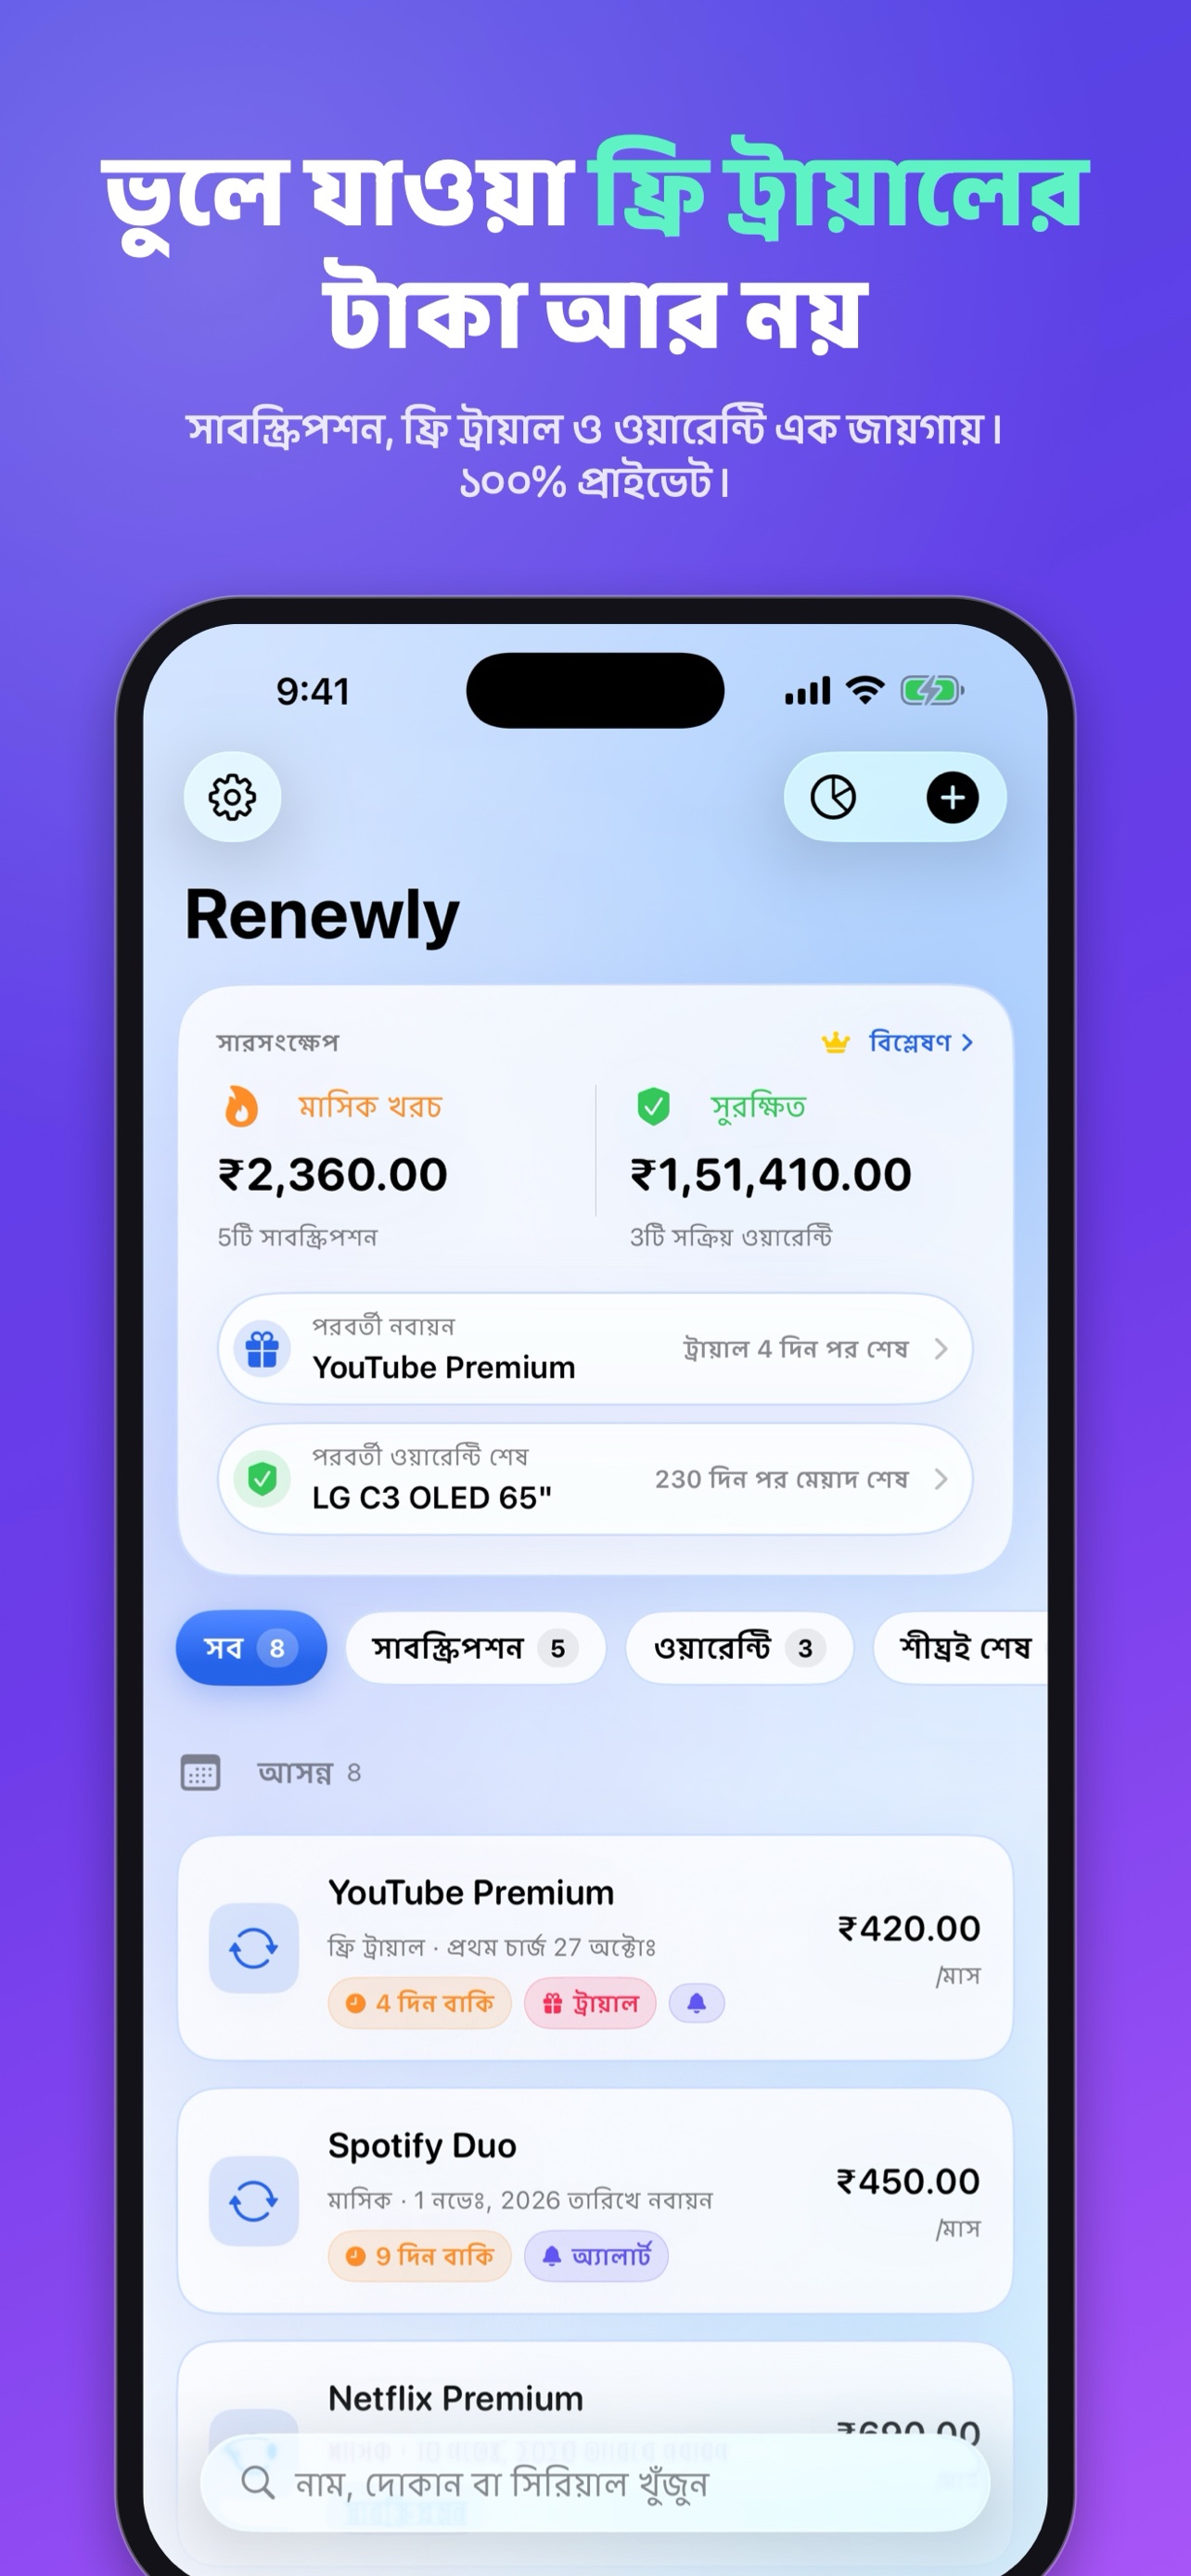 ভুলে যাওয়া ফ্রি ট্রায়ালের
টাকা আর নয়
সাবস্ক্রিপশন, ফ্রি ট্রায়াল ও ওয়ারেন্টি এক জায়গায়।
১০০% প্রাইভেট।
9:41
Renewly
সারসংক্ষেপ
বিশ্লেষণ
মাসিক খরচ
সুরক্ষিত
₹2,360.00
₹1,51,410.00
5টি সাবস্ক্রিপশন
3টি সক্রিয় ওয়ারেন্টি
পরবর্তী নবায়ন
YouTube Premium
ট্রায়াল 4 দিন পর শেষ
পরবর্তী ওয়ারেন্টি শেষ
LG C3 OLED 65"
230 দিন পর মেয়াদ শেষ
সব 8
সাবস্ক্রিপশন 5
ওয়ারেন্টি 3
শীঘ্রই শেষ
আসন্ন 8
YouTube Premium
ফ্রি ট্রায়াল · প্রথম চার্জ 27 অক্টোঃ
4 দিন বাকি
ট্রায়াল
₹420.00
/মাস
Spotify Duo
মাসিক · 1 নভেঃ, 2026 তারিখে নবায়ন
9 দিন বাকি
অ্যালার্ট
₹450.00
/মাস
Netflix Premium
₹690.00
নাম, দোকান বা সিরিয়াল খুঁজুন